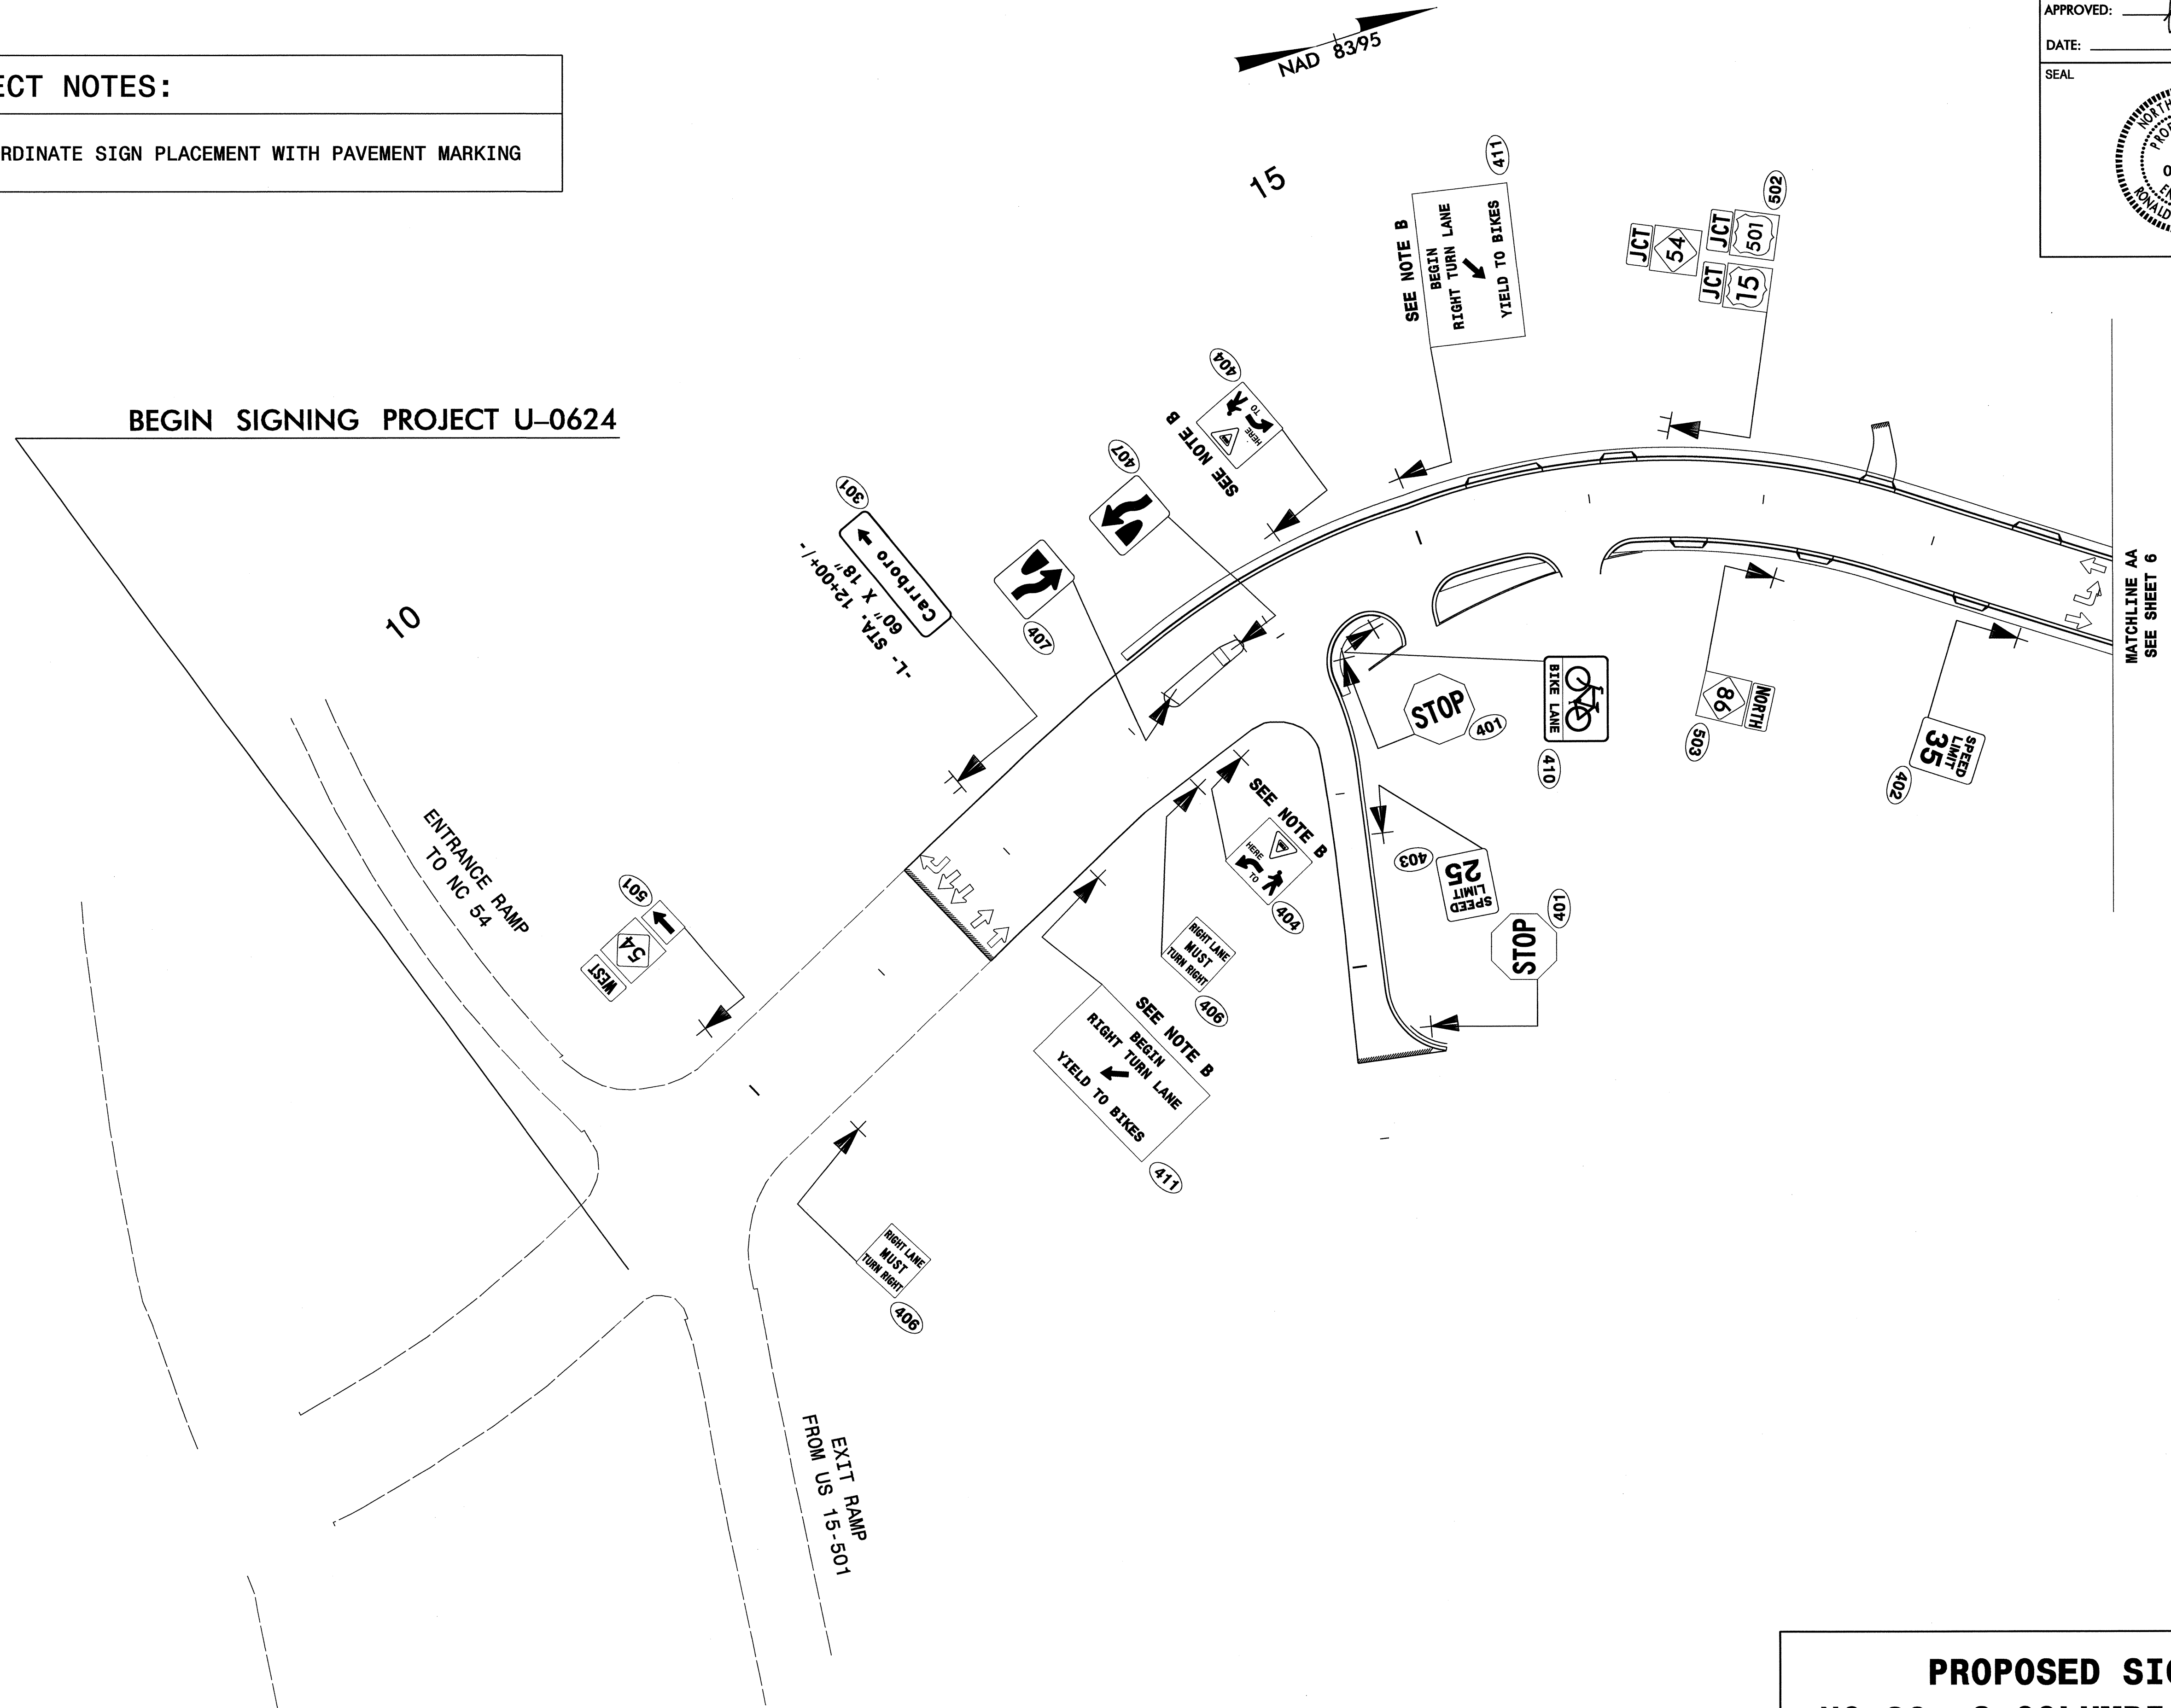 APPROVED:
DATE:
SEAL
NAD 83/95
ECT NOTES:
RDINATE SIGN PLACEMENT WITH PAVEMENT MARKING
BEGIN SIGNING PROJECT U-0624
15
10
411
SEE NOTE B
BEGIN
RIGHT TURN LANE
YIELD TO BIKES
502
JCT
54
JCT
501
JCT
15
404
HERE
TO
SEE NOTE B
407
407
301
Carrboro
-L- STA. 12+00+/-
60" X 18"
MATCHLINE AA
SEE SHEET 6
STOP
401
BIKE LANE
410
NORTH
86
503
SPEED
LIMIT
35
402
SPEED
LIMIT
25
403
STOP
401
SEE NOTE B
HERE
TO
404
RIGHT LANE
MUST
TURN RIGHT
406
SEE NOTE B
BEGIN
RIGHT TURN LANE
YIELD TO BIKES
411
RIGHT LANE
MUST
TURN RIGHT
406
501
WEST
54
ENTRANCE RAMP
TO NC 54
EXIT RAMP
FROM US 15-501
PROPOSED SI